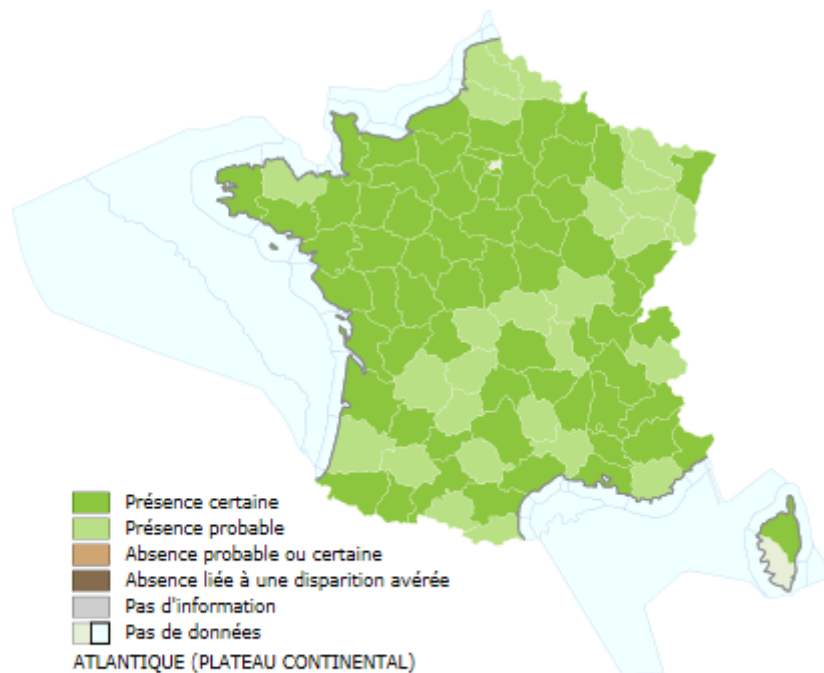 Présence certaine
Présence probable
Absence probable ou certaine
Absence liée à une disparition avérée
Pas d'information
Pas de données
ATLANTIQUE (PLATEAU CONTINENTAL)